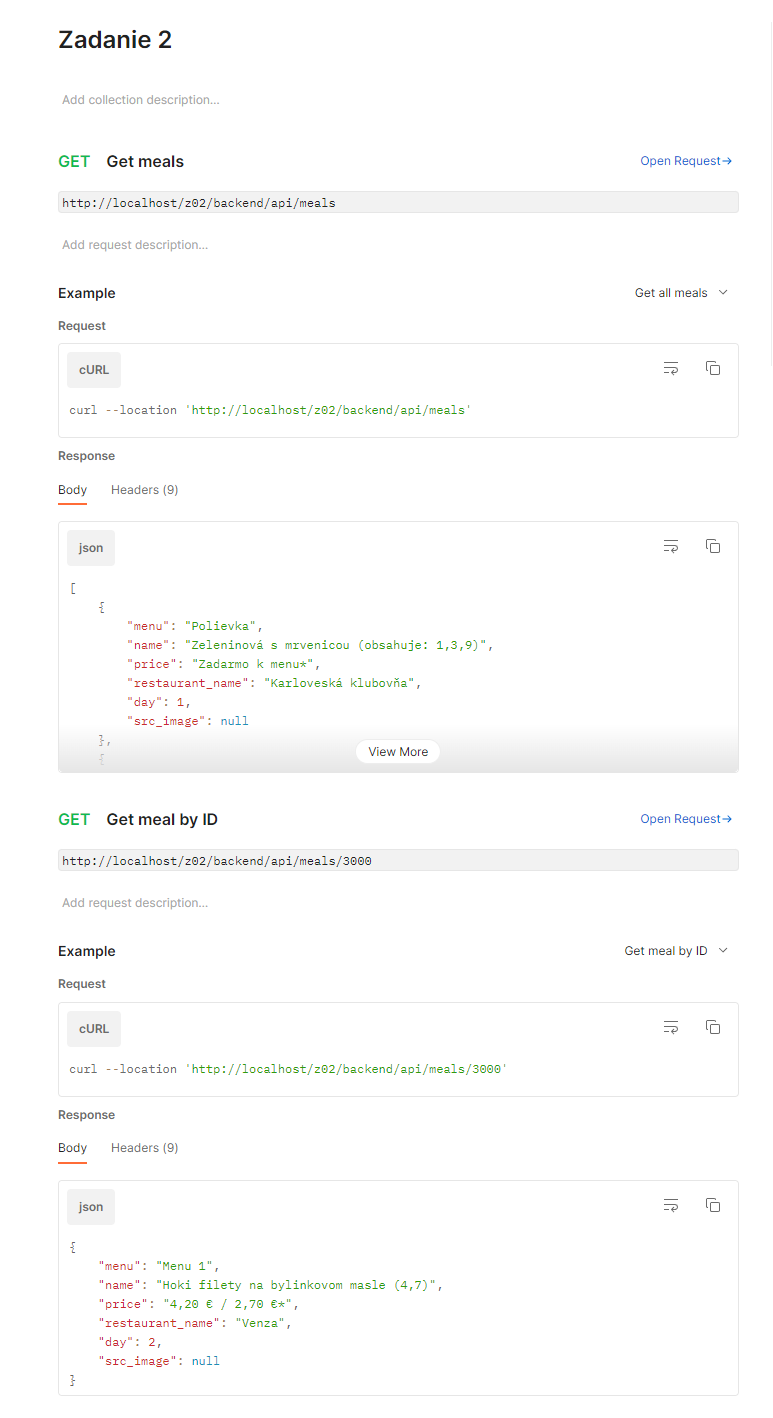 Zadanie 2
Add collection description…
GET Get meals Open Request→
http://localhost/z02/backend/api/meals
Add request description…
Example Get all meals
Request
cURL
curl --location 'http://localhost/z02/backend/api/meals'
Response
Body Headers (9)
json
[
{
"menu": "Polievka",
"name": "Zeleninová s mrvenicou (obsahuje: 1,3,9)",
"price": "Zadarmo k menu*",
"restaurant_name": "Karloveská klubovňa",
"day": 1,
"src_image": null
},
{
View More
GET Get meal by ID Open Request→
http://localhost/z02/backend/api/meals/3000
Add request description…
Example Get meal by ID
Request
cURL
curl --location 'http://localhost/z02/backend/api/meals/3000'
Response
Body Headers (9)
json
{
"menu": "Menu 1",
"name": "Hoki filety na bylinkovom masle (4,7)",
"price": "4,20 € / 2,70 €*",
"restaurant_name": "Venza",
"day": 2,
"src_image": null
}